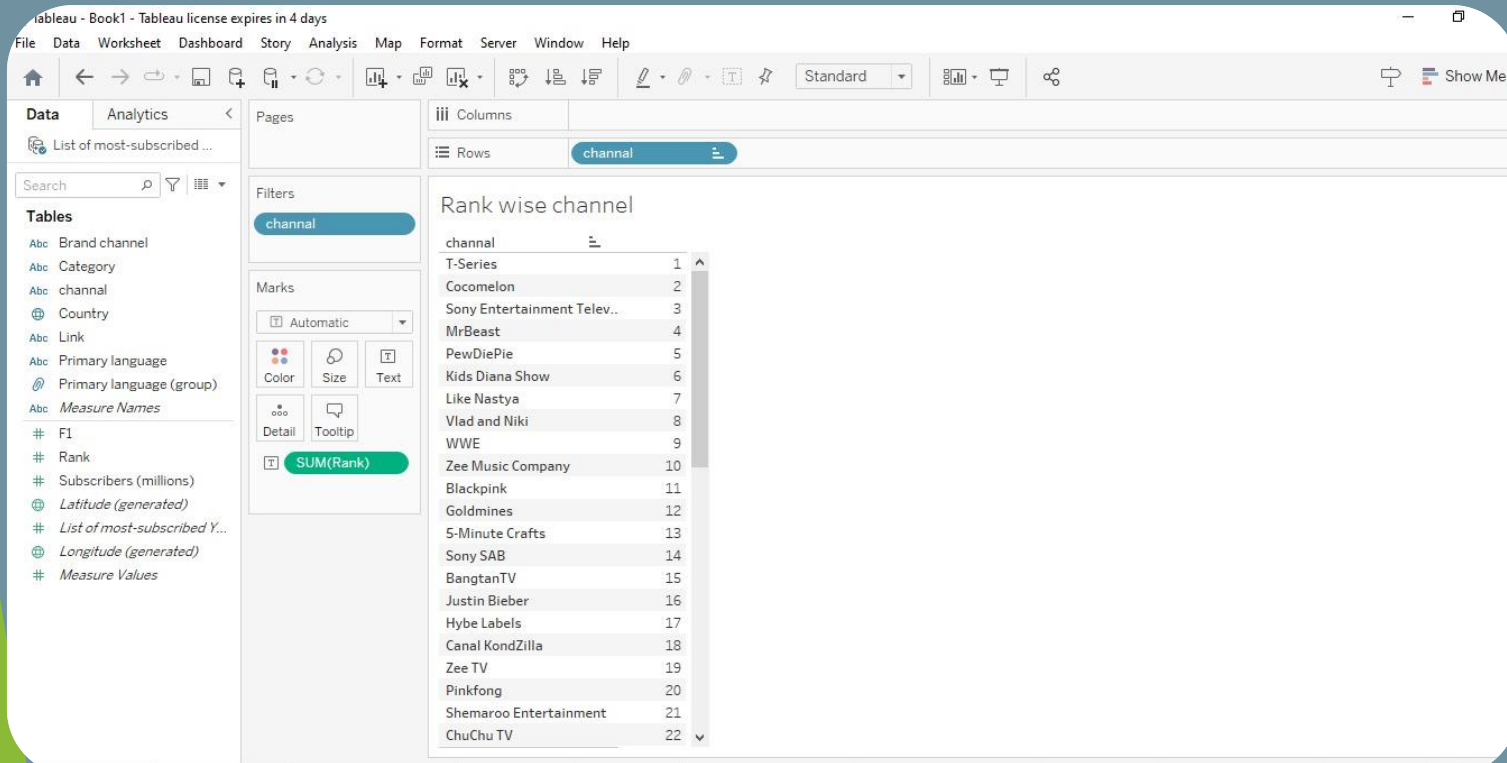 Tableau - Book1 - Tableau license expires in 4 days
File Data Worksheet Dashboard Story Analysis Map Format Server Window Help
Standard
Show Me
Data Analytics
List of most-subscribed ...
Search
Tables
Abc Brand channel
Abc Category
Abc channal
Country
Abc Link
Abc Primary language
Primary language (group)
Abc Measure Names
# F1
# Rank
# Subscribers (millions)
Latitude (generated)
# List of most-subscribed Y...
Longitude (generated)
# Measure Values
Pages
Filters
channal
Marks
T Automatic
Color Size Text
Detail Tooltip
T SUM(Rank)
iii Columns
Rows channal
Rank wise channel
channal
T-Series 1
Cocomelon 2
Sony Entertainment Telev.. 3
MrBeast 4
PewDiePie 5
Kids Diana Show 6
Like Nastya 7
Vlad and Niki 8
WWE 9
Zee Music Company 10
Blackpink 11
Goldmines 12
5-Minute Crafts 13
Sony SAB 14
BangtanTV 15
Justin Bieber 16
Hybe Labels 17
Canal KondZilla 18
Zee TV 19
Pinkfong 20
Shemaroo Entertainment 21
ChuChu TV 22